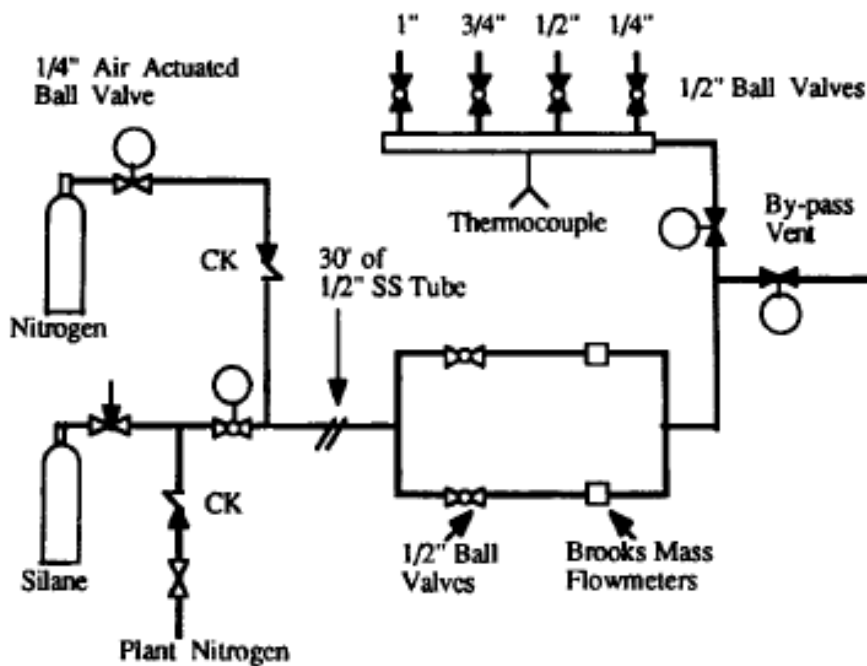 1" 3/4" 1/2" 1/4"
1/4" Air Actuated
Ball Valve
1/2" Ball Valves
Thermocouple
By-pass
Vent
CK
30' of
1/2" SS Tube
Nitrogen
CK
1/2" Ball
Valves
Brooks Mass
Flowmeters
Silane
Plant Nitrogen